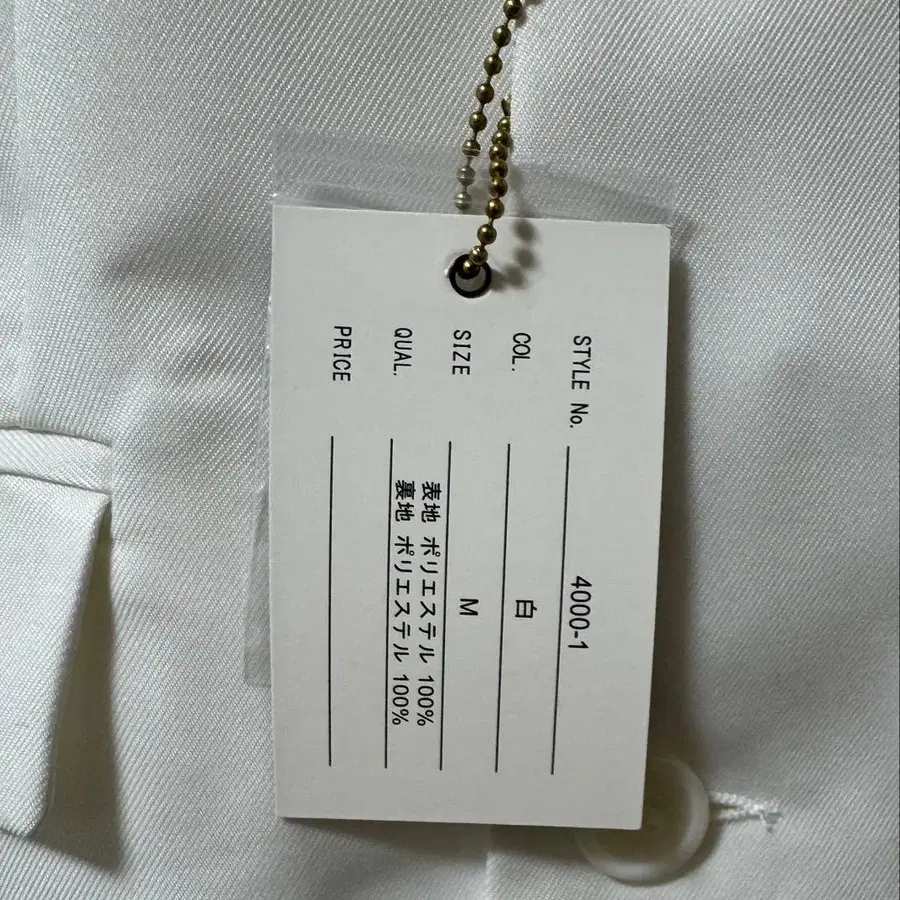 STYLE No. 4000-1
COL. 白
SIZE M
QUAL. 表地 ポリエステル 100%
裏地 ポリエステル 100%
PRICE